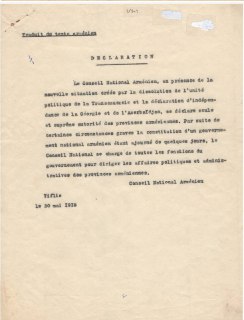 Traduit du texte arménien
DECLARATION
Le Conseil National Arménien, en présence de la
nouvelle situation créée par la dissolution de l'unité
politique de la Transcaucasie et la déclaration d'indépen-
dance de la Géorgie et de l'Azerbaïdjan, se déclare seule
et suprême autorité des provinces arméniennes. Par suite de
certaines circonstances graves la constitution d'un gouverne-
ment national arménien étant ajourné de quelques jours, le
Conseil National se charge de toutes les fonctions du
gouvernement pour diriger les affaires politiques et adminis-
tratives des provinces arméniennes.
Conseil National Arménien
Tiflis
le 30 mai 1918